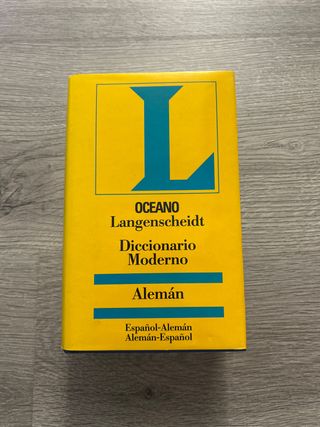 L
OCEANO
Langenscheidt
Diccionario
Moderno
Alemán
Español-Alemán
Alemán-Español